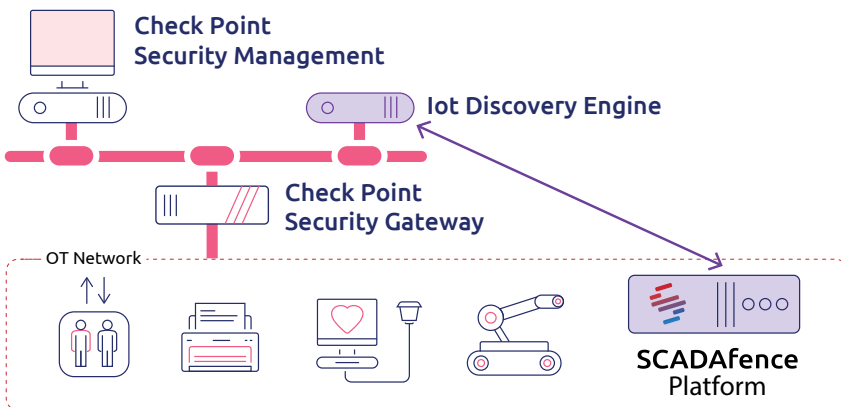 Check Point
Security Management
Iot Discovery Engine
Check Point
Security Gateway
OT Network
SCADAfence
Platform